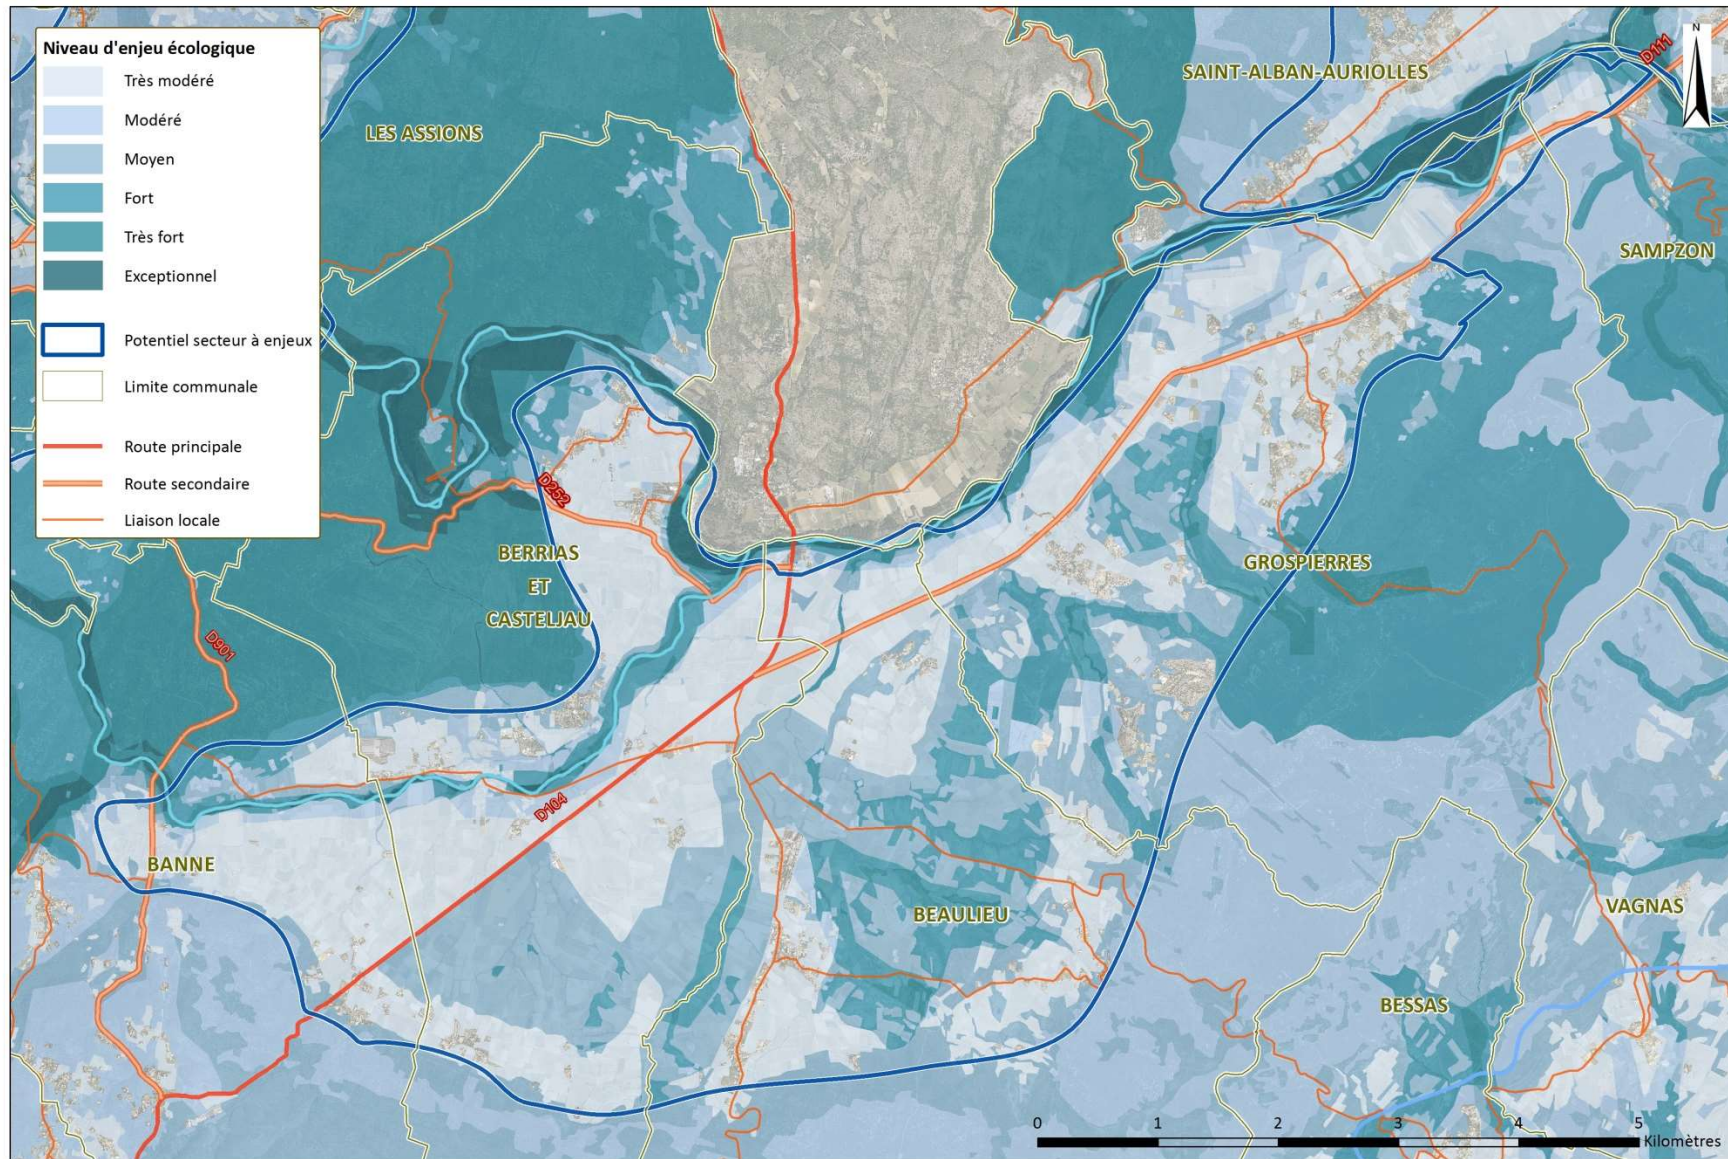 Niveau d'enjeu écologique
Très modéré
Modéré
Moyen
Fort
Très fort
Exceptionnel
Potentiel secteur à enjeux
Limite communale
Route principale
Route secondaire
Liaison locale
N
D111
SAINT-ALBAN-AURIOLLES
LES ASSIONS
SAMPZON
D252
BERRIAS
ET
CASTELJAU
GROSPIERRES
D901
D104
BANNE
BEAULIEU
VAGNAS
BESSAS
0 1 2 3 4 5
Kilomètres